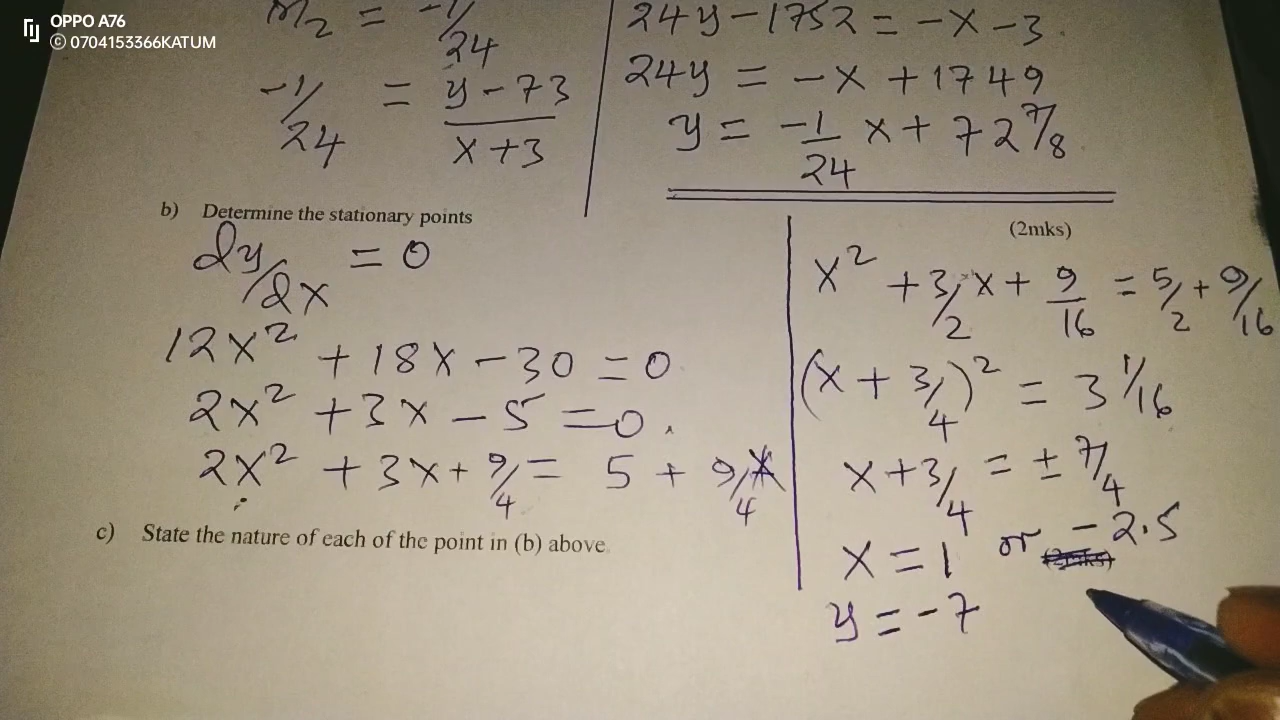 OPPO A76
© 0704153366KATUM
M2 = -1/24
-1/24 = y - 73 / x + 3
24y - 1752 = -x - 3
24y = -x + 1749
y = -1/24 x + 72 7/8
b) Determine the stationary points
(2mks)
dy/dx = 0
12x² + 18x - 30 = 0
2x² + 3x - 5 = 0.
2x² + 3x + 9/4 = 5 + 9/4
x² + 3/2 x + 9/16 = 5/2 + 9/16
(x + 3/4)² = 3 1/16
x + 3/4 = ± 7/4
x = 1 or -2.5
y = -7
c) State the nature of each of the point in (b) above
(2mks)